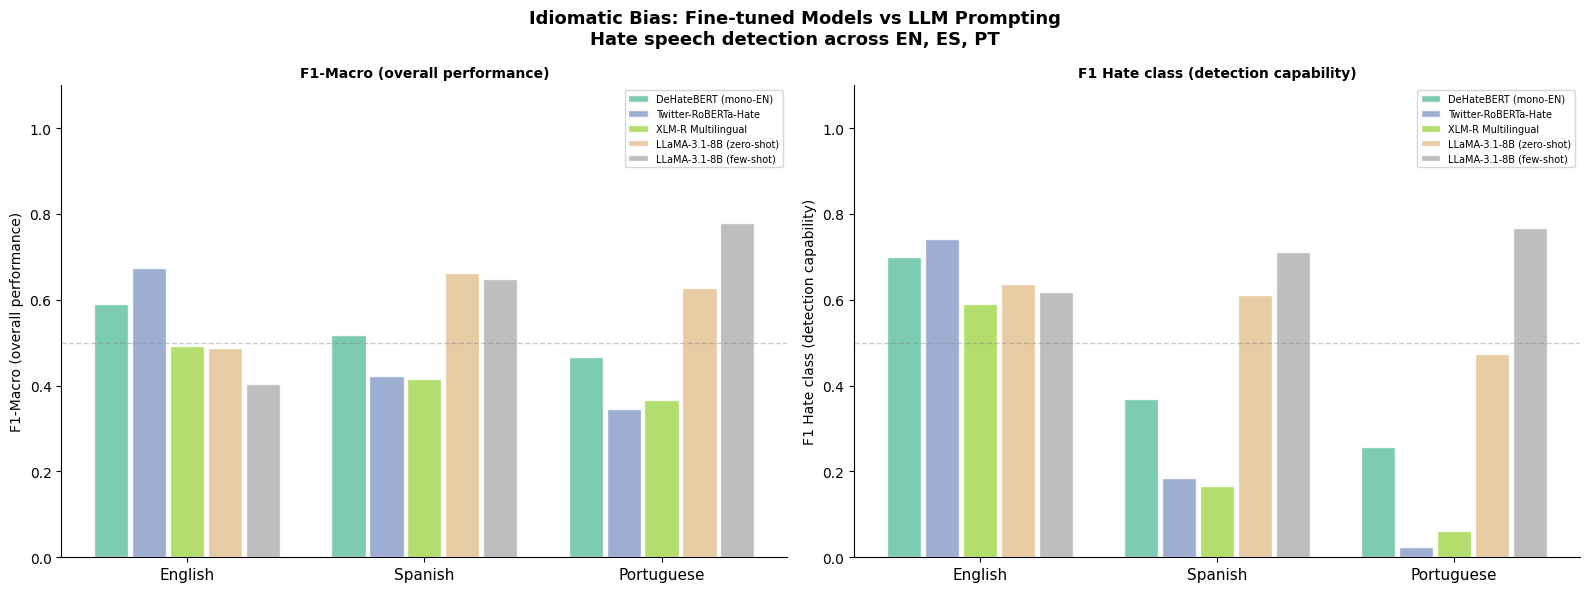 Idiomatic Bias: Fine-tuned Models vs LLM Prompting
Hate speech detection across EN, ES, PT
F1-Macro (overall performance)
F1-Macro (overall performance)
1.0
0.8
0.6
0.4
0.2
0.0
DeHateBERT (mono-EN)
Twitter-RoBERTa-Hate
XLM-R Multilingual
LLaMA-3.1-8B (zero-shot)
LLaMA-3.1-8B (few-shot)
English
Spanish
Portuguese
F1 Hate class (detection capability)
F1 Hate class (detection capability)
1.0
0.8
0.6
0.4
0.2
0.0
DeHateBERT (mono-EN)
Twitter-RoBERTa-Hate
XLM-R Multilingual
LLaMA-3.1-8B (zero-shot)
LLaMA-3.1-8B (few-shot)
English
Spanish
Portuguese